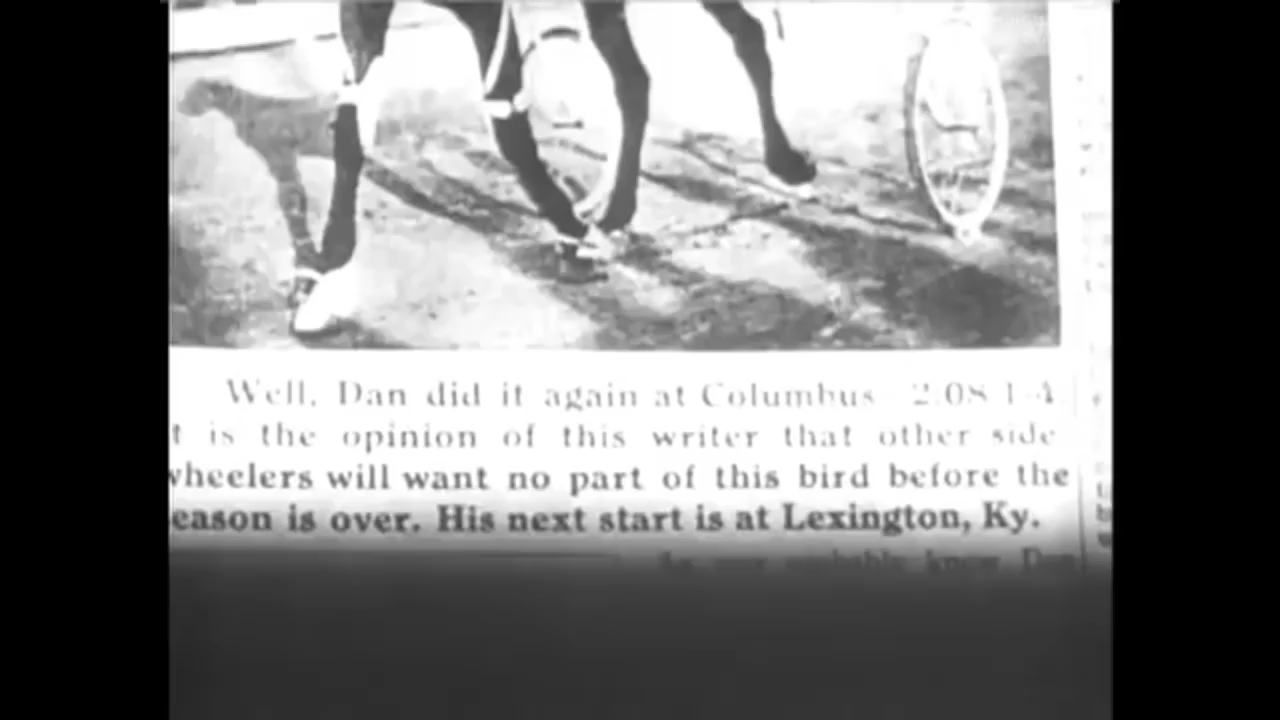 Well, Dan did it again at Columbus 2:08 1-4
t is the opinion of this writer that other side
wheelers will want no part of this bird before the
eason is over. His next start is at Lexington, Ky.